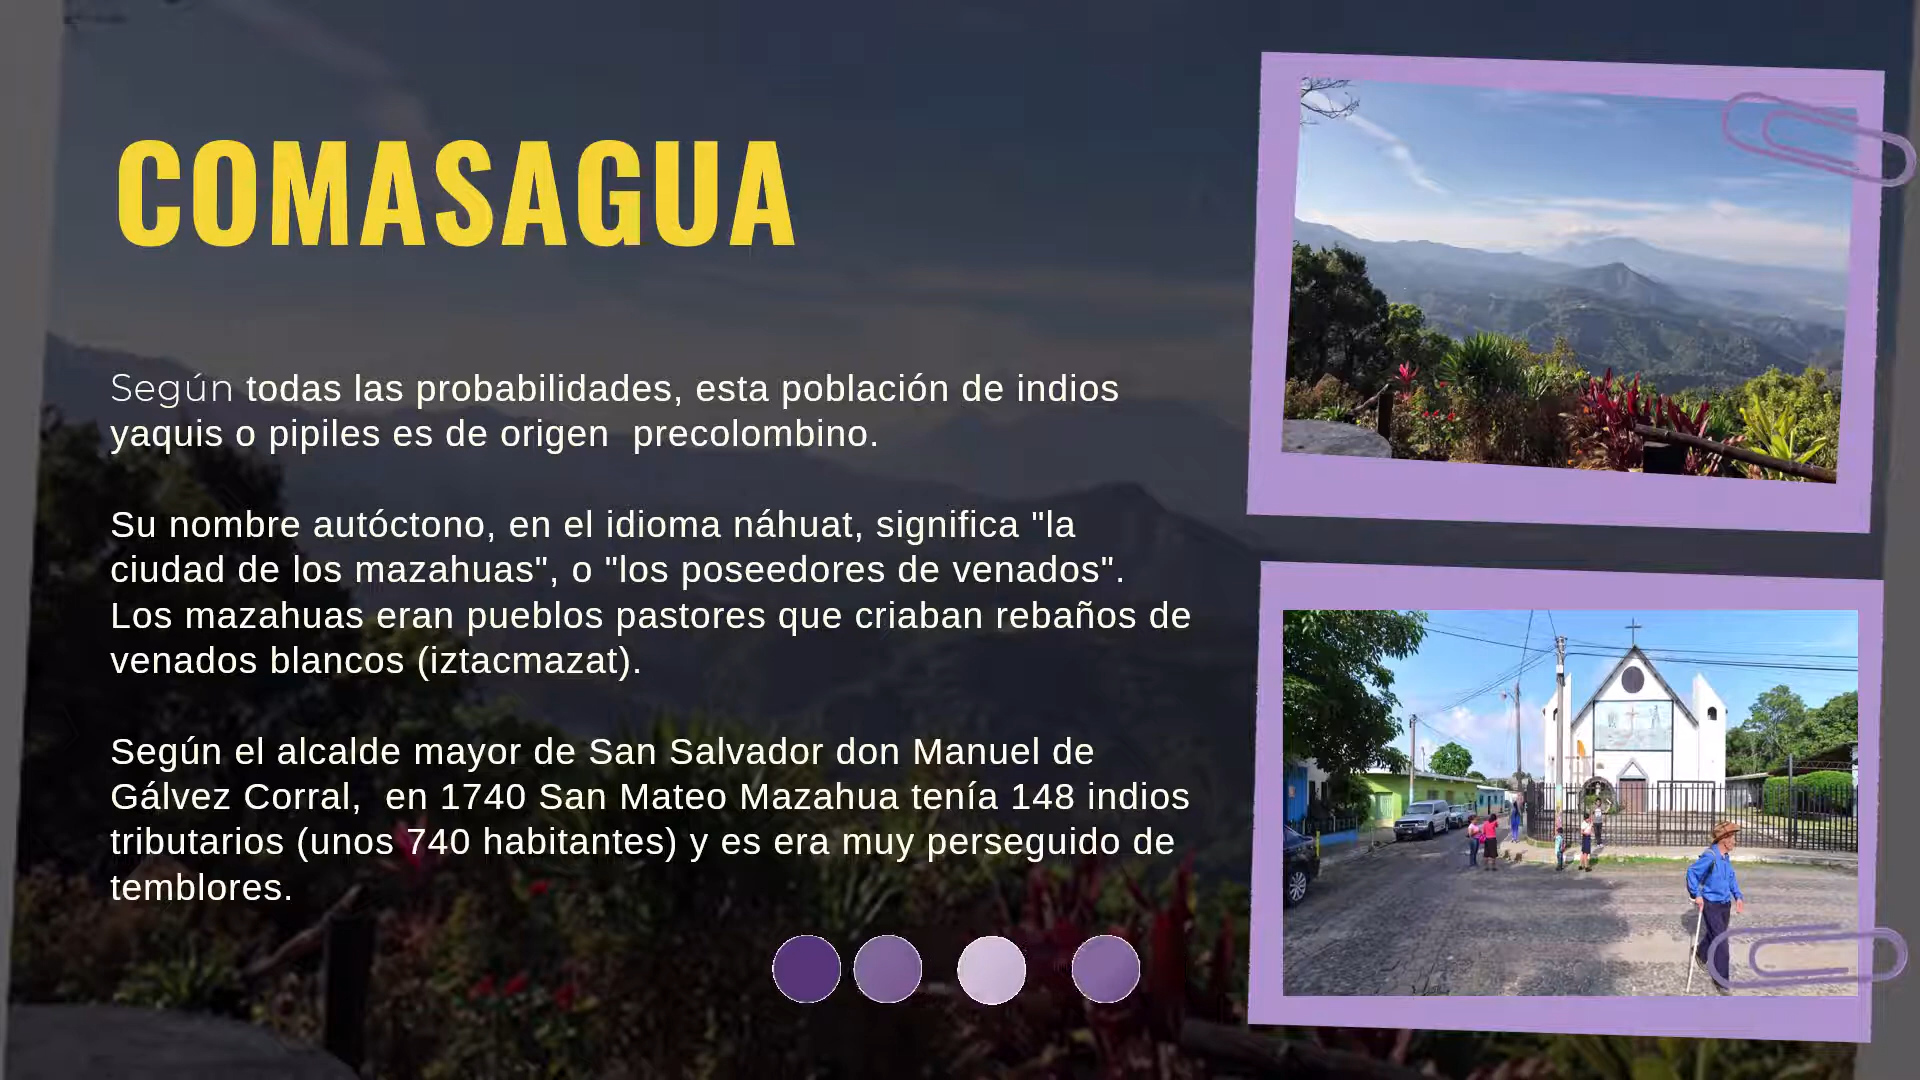 COMASAGUA
Según todas las probabilidades, esta población de indios
yaquis o pipiles es de origen  precolombino.
Su nombre autóctono, en el idioma náhuat, significa "la
ciudad de los mazahuas", o "los poseedores de venados".
Los mazahuas eran pueblos pastores que criaban rebaños de
venados blancos (iztacmazat).
Según el alcalde mayor de San Salvador don Manuel de
Gálvez Corral,  en 1740 San Mateo Mazahua tenía 148 indios
tributarios (unos 740 habitantes) y es era muy perseguido de
temblores.